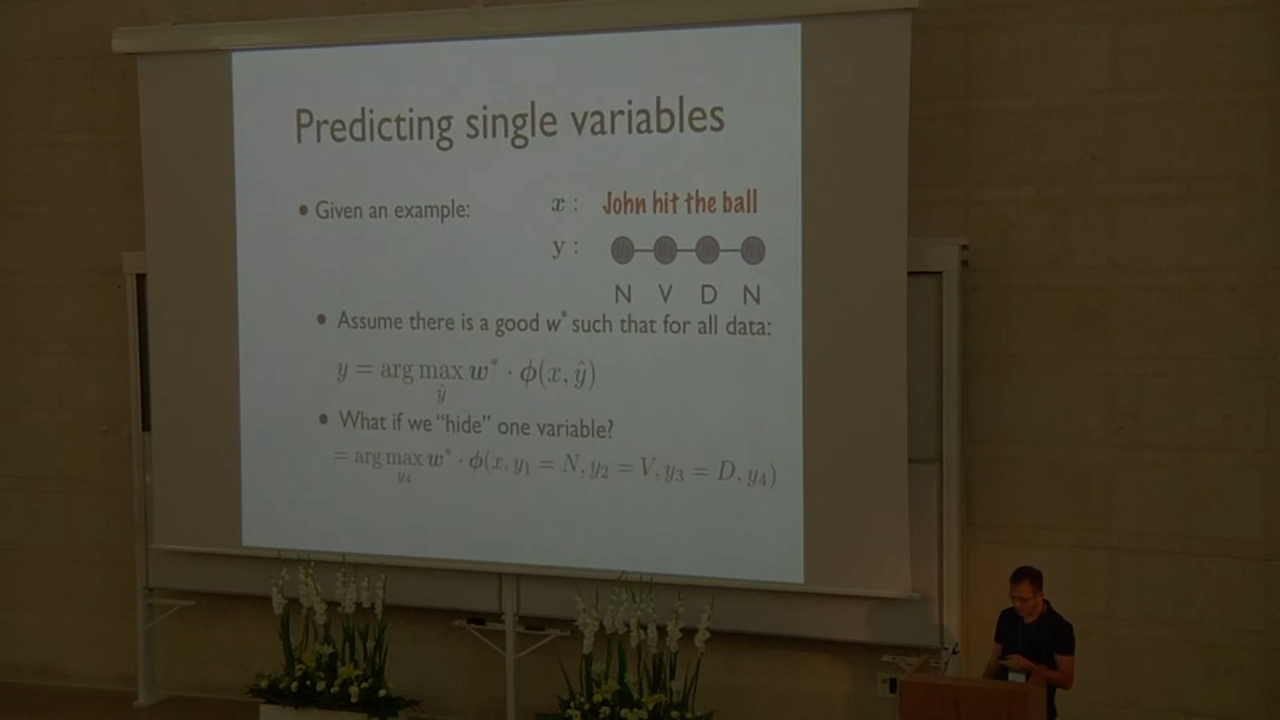 Predicting single variables
• Given an example: x : John hit the ball
y :
N V D N
• Assume there is a good w* such that for all data:
y = arg max w* · ϕ(x, ŷ)
ŷ
• What if we “hide” one variable?
= arg max w* · ϕ(x, y₁ = N, y₂ = V, y₃ = D, y₄)
y₄